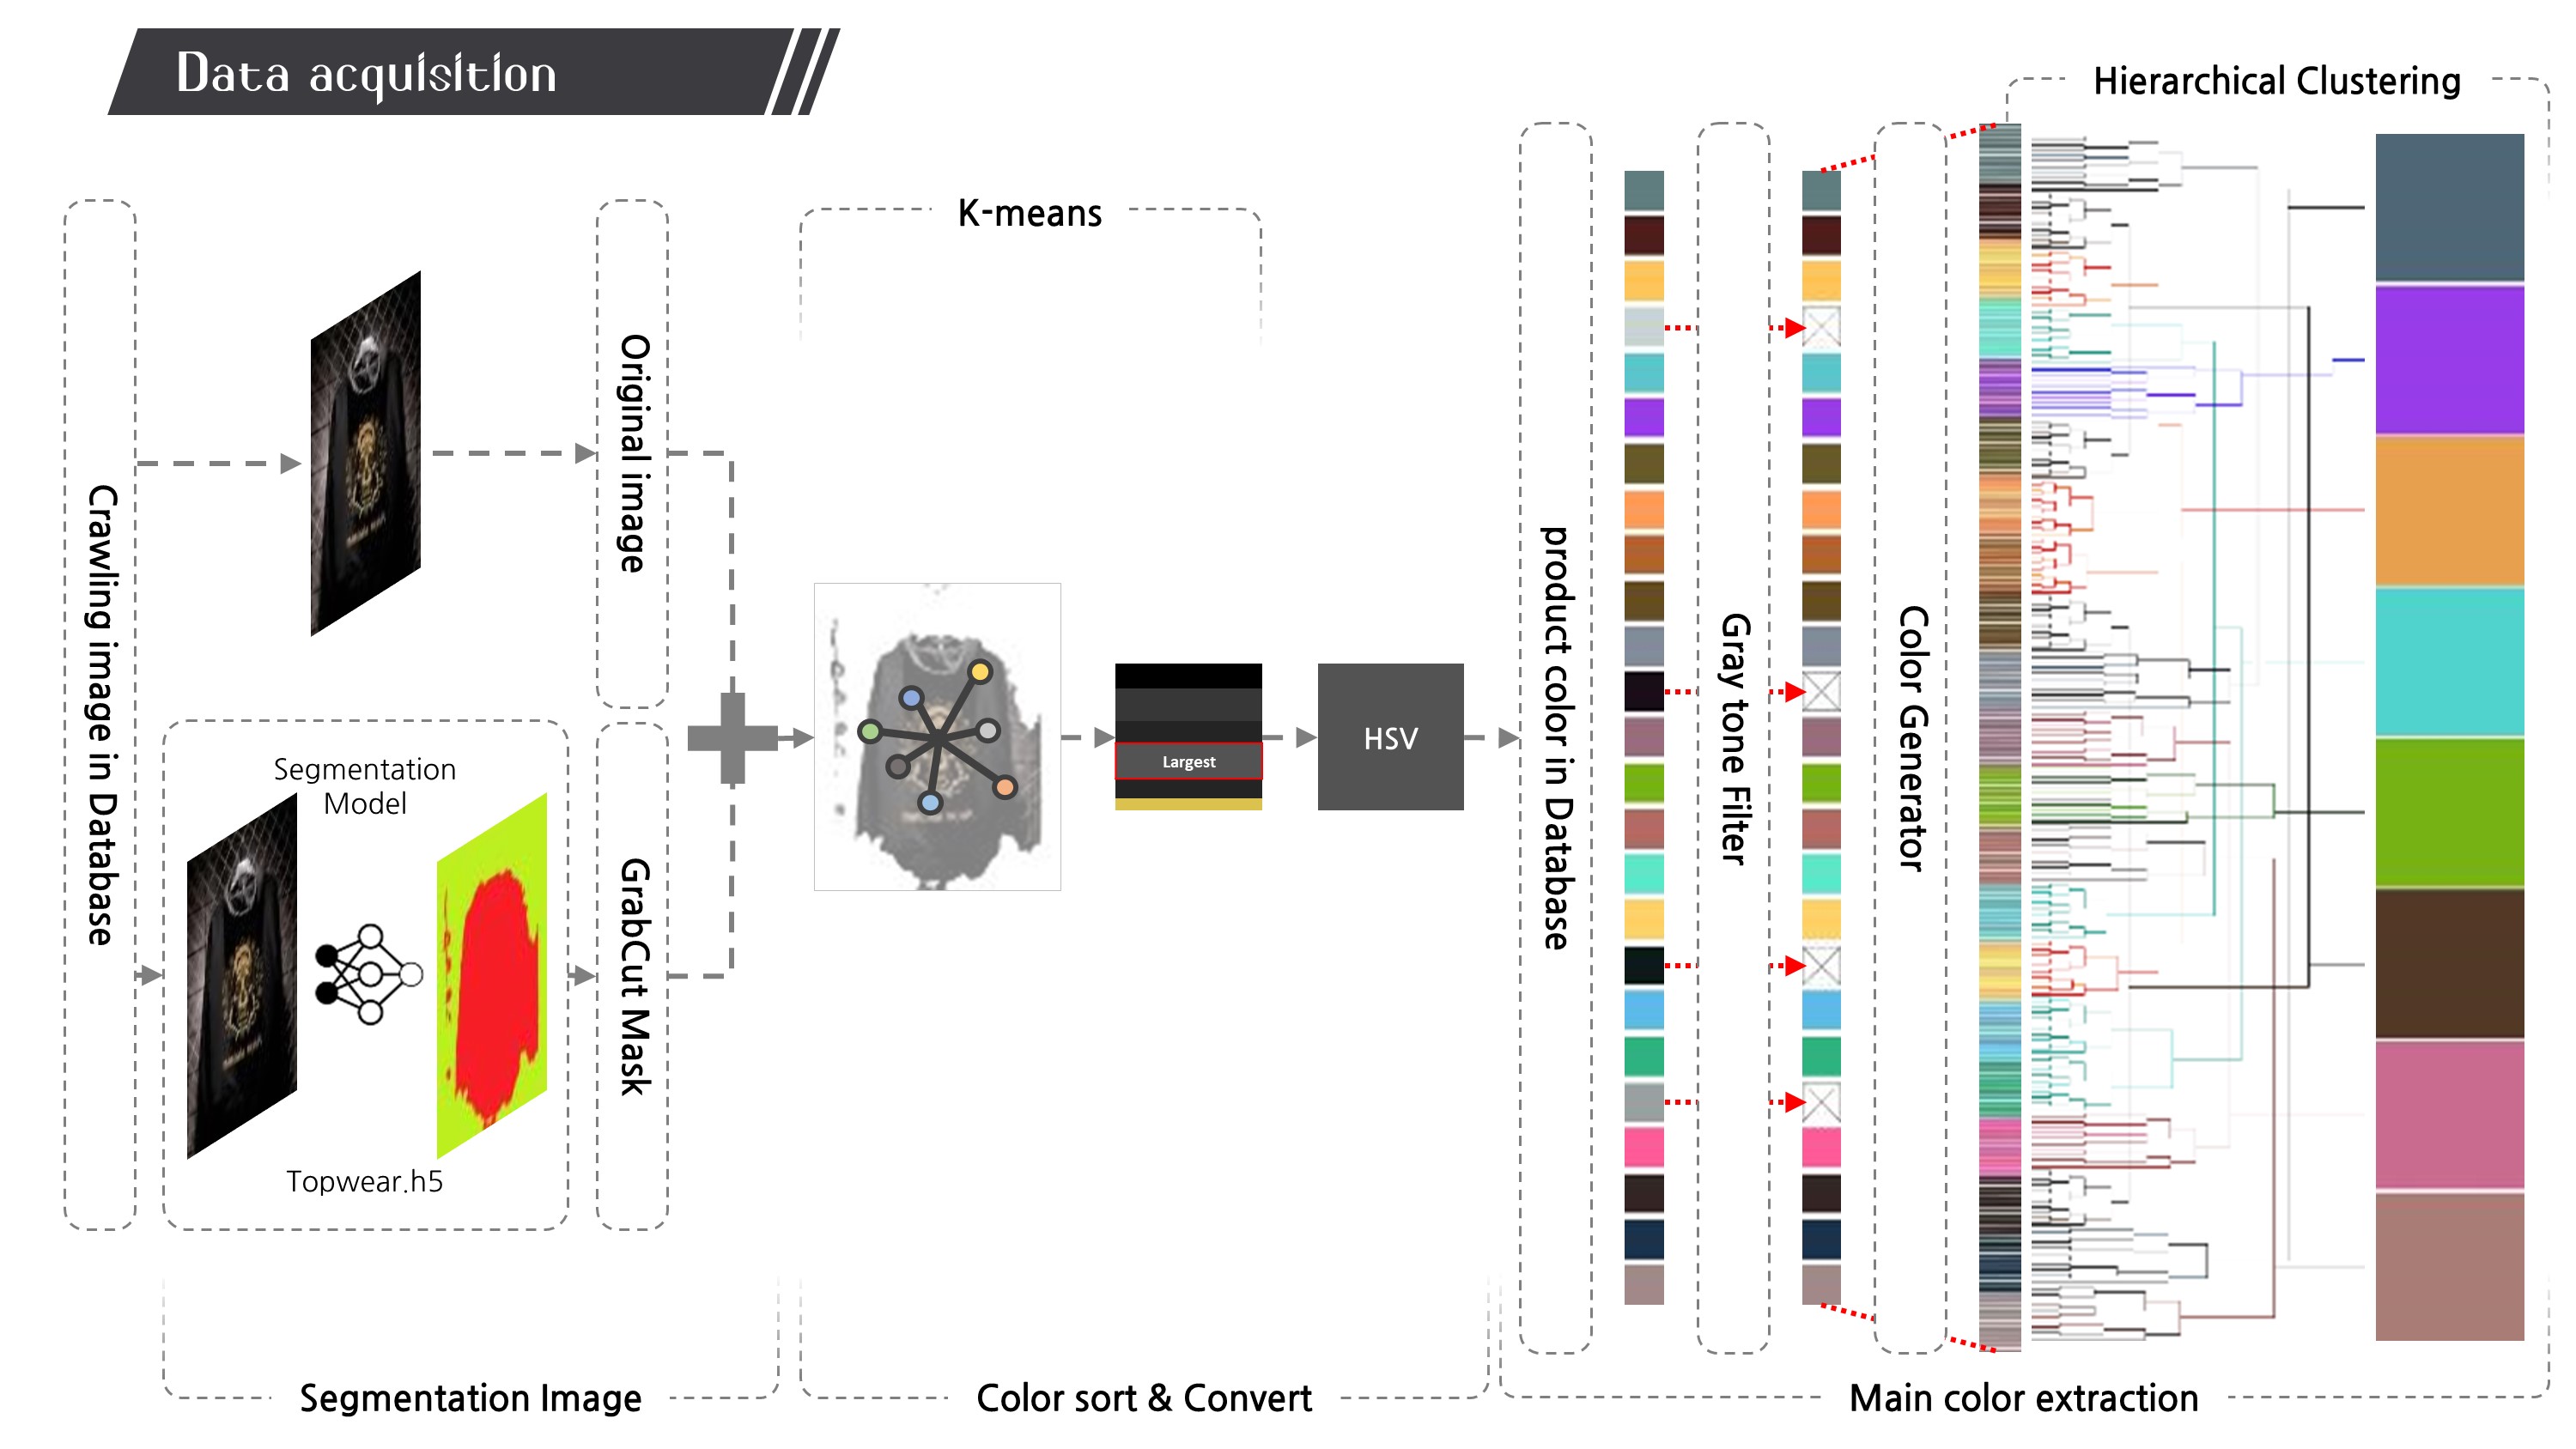 Data acquisition
Hierarchical Clustering
K-means
Crawling image in Database
Original image
Segmentation
Model
Topwear.h5
GrabCut Mask
Largest
HSV
product color in Database
Gray tone Filter
Color Generator
Segmentation Image
Color sort & Convert
Main color extraction